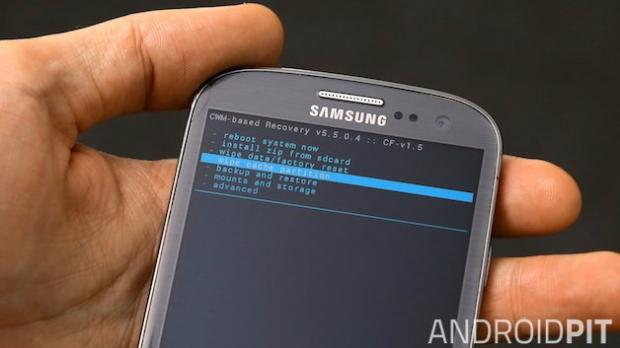 SAMSUNG
CWM-based Recovery v5.5.0.4 :: CF-v1.5
- reboot system now
- install zip from sdcard
- wipe data/factory reset
- wipe cache partition
- backup and restore
- mounts and storage
- advanced
ANDROIDPIT